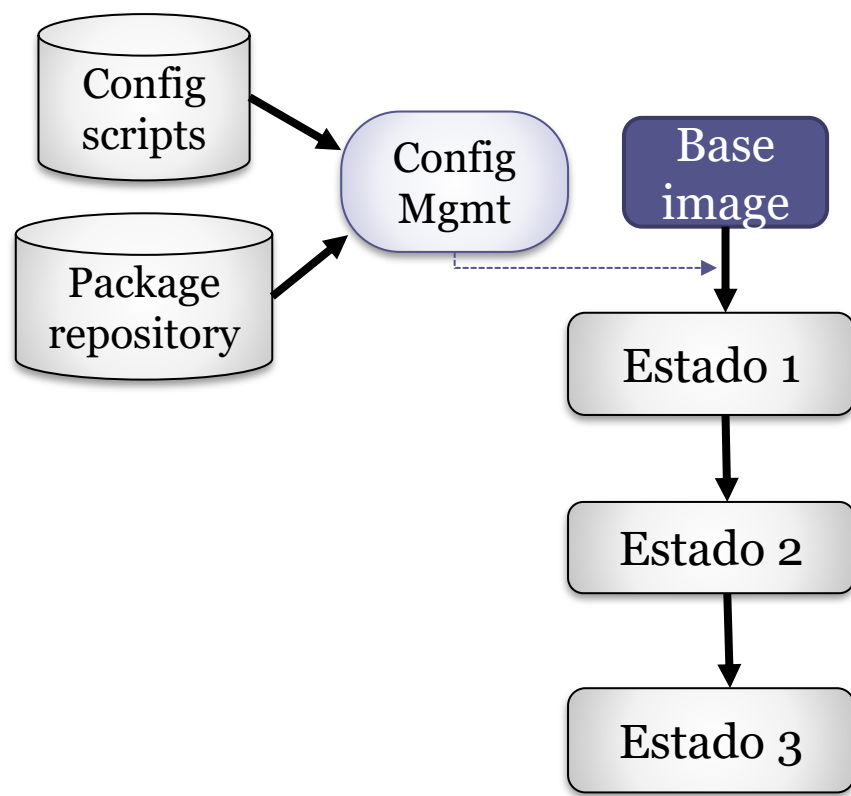 Config
scripts
Config
Mgmt
Base
image
Package
repository
Estado 1
Estado 2
Estado 3